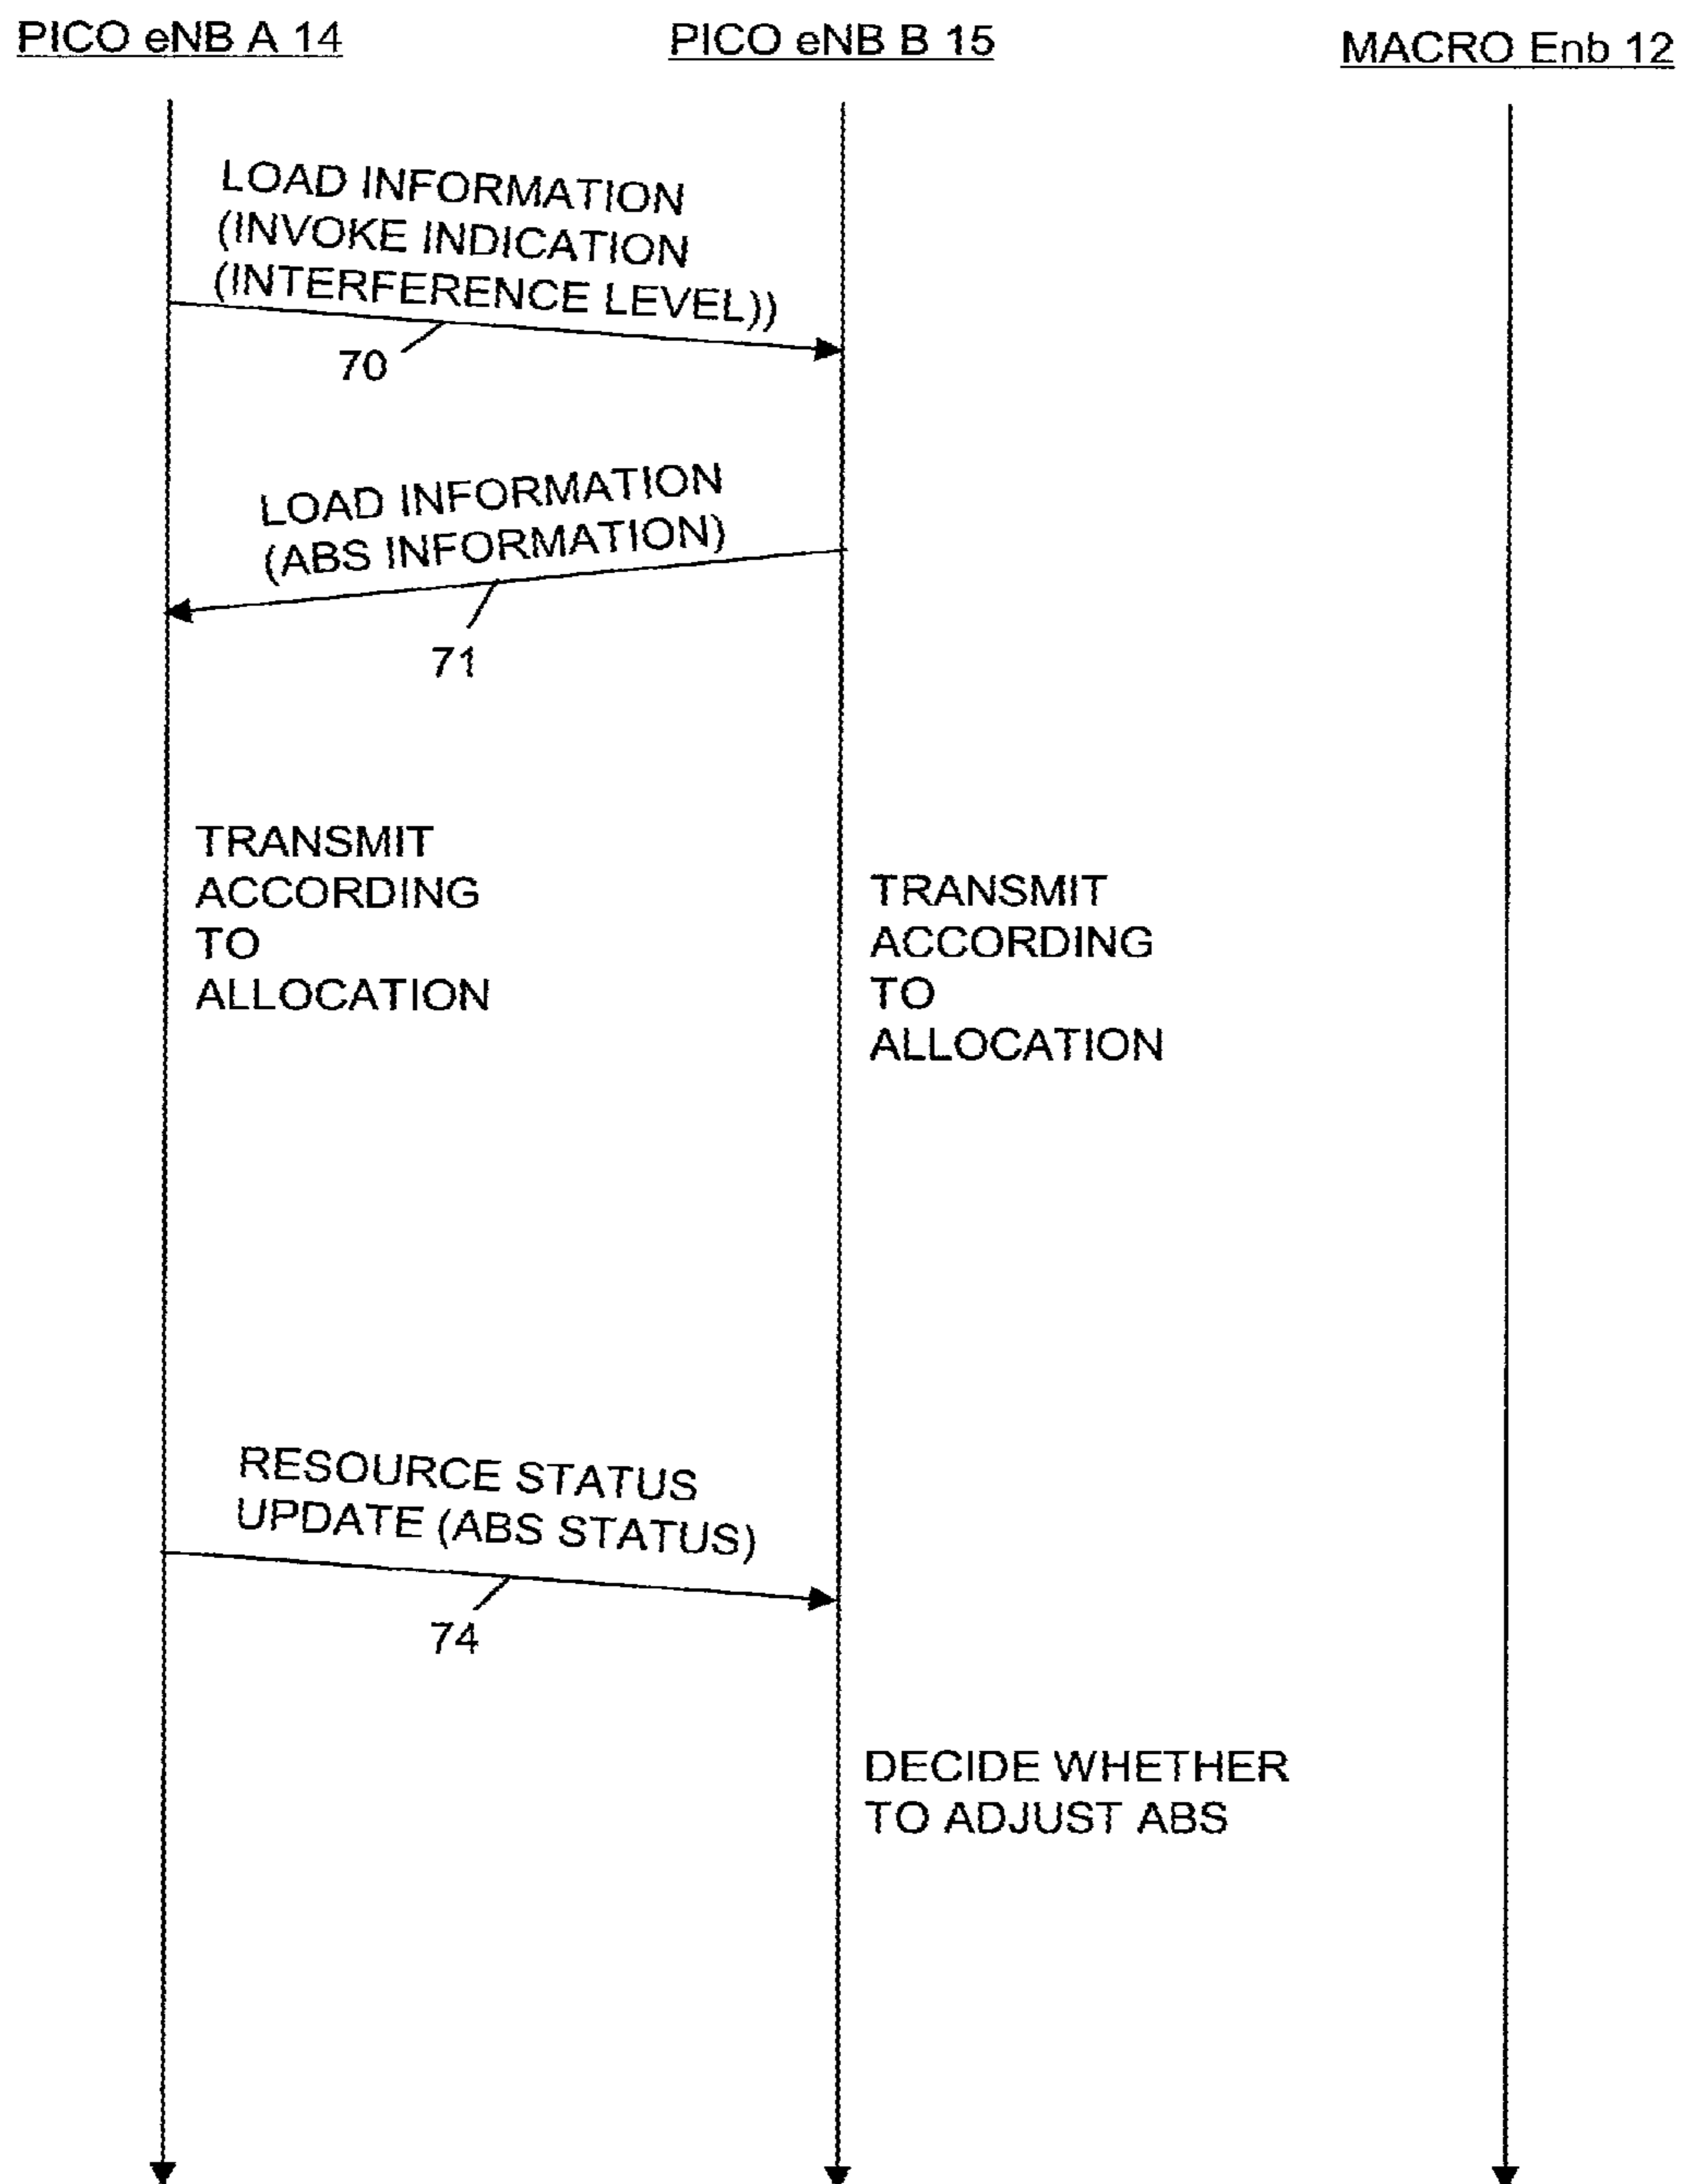 PICO eNB A 14
PICO eNB B 15
MACRO Enb 12
LOAD INFORMATION
(INVOKE INDICATION
(INTERFERENCE LEVEL))
70
LOAD INFORMATION
(ABS INFORMATION)
71
TRANSMIT
ACCORDING
TO
ALLOCATION
TRANSMIT
ACCORDING
TO
ALLOCATION
RESOURCE STATUS
UPDATE (ABS STATUS)
74
DECIDE WHETHER
TO ADJUST ABS